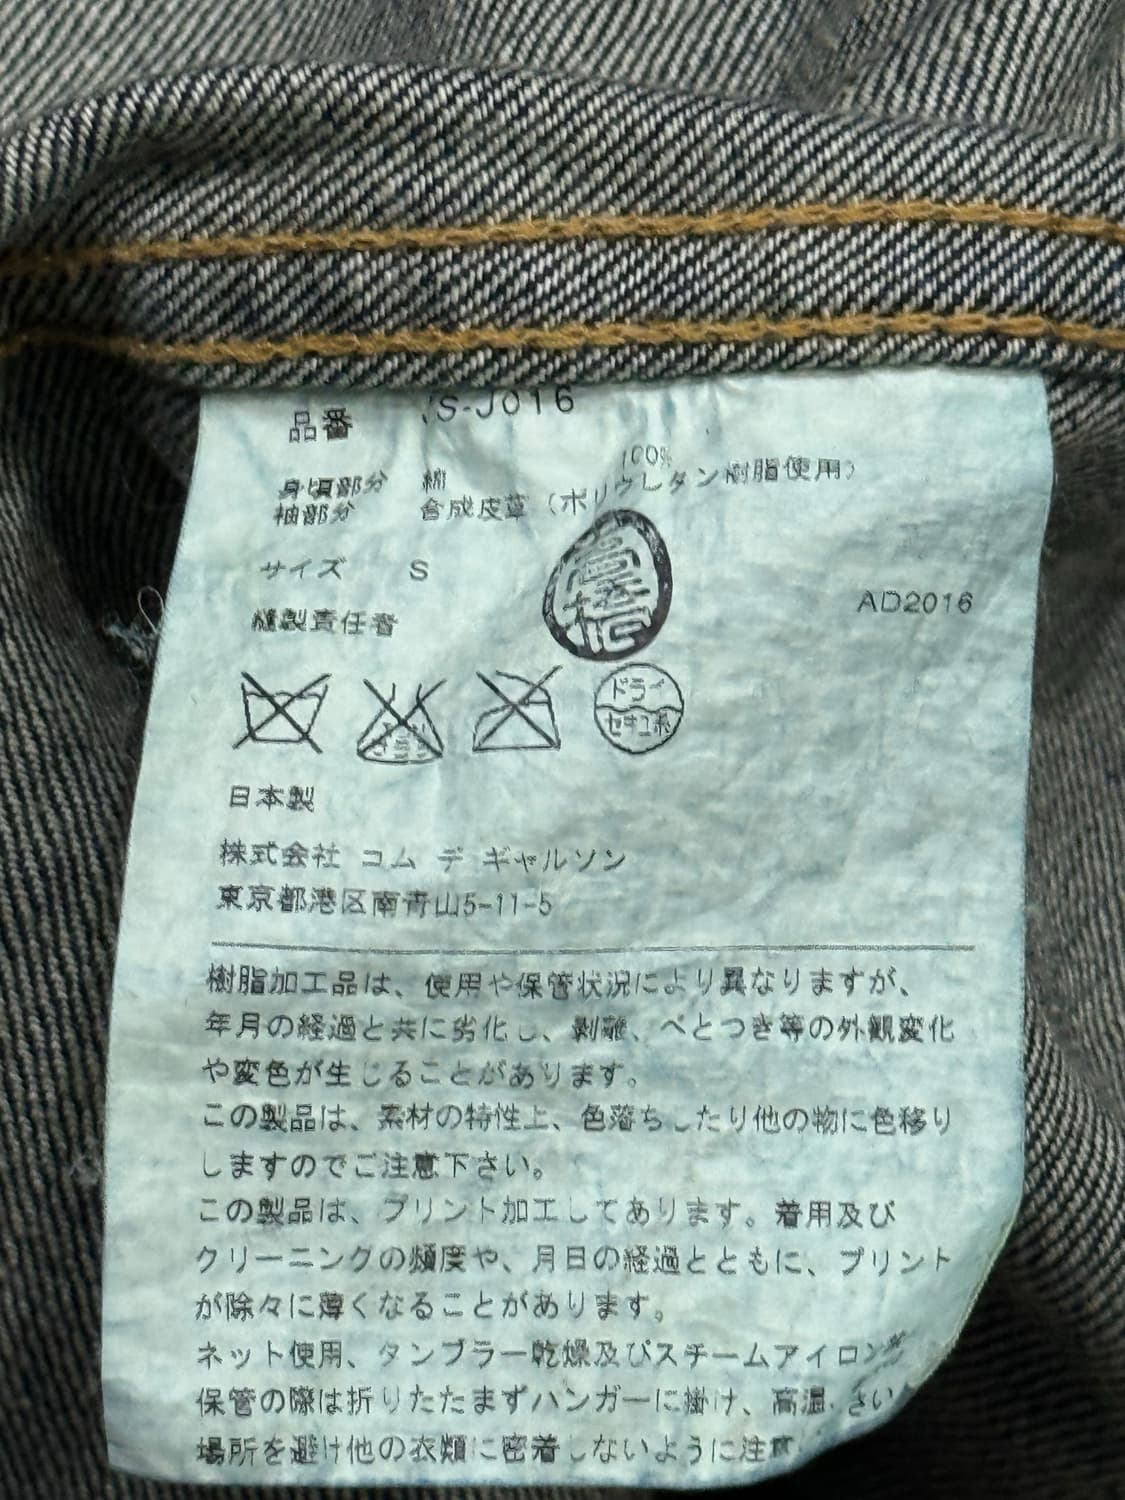 品番 S-J016
身頃部分 綿 100%
袖部分 合成皮革（ポリウレタン樹脂使用）
サイズ S
AD2016
縫製責任者
高橋
ドライ
セキユ系
日本製
株式会社 コム デ ギャルソン
東京都港区南青山5-11-5
樹脂加工品は、使用や保管状況により異なりますが、
年月の経過と共に劣化し、剥離、べとつき等の外観変化
や変色が生じることがあります。
この製品は、素材の特性上、色落ちしたり他の物に色移り
しますのでご注意下さい。
この製品は、プリント加工してあります。着用及び
クリーニングの頻度や、月日の経過とともに、プリント
が除々に薄くなることがあります。
ネット使用、タンブラー乾燥及びスチームアイロン
保管の際は折りたたまずハンガーに掛け、高温
場所を避け他の衣類に密着しないように注意